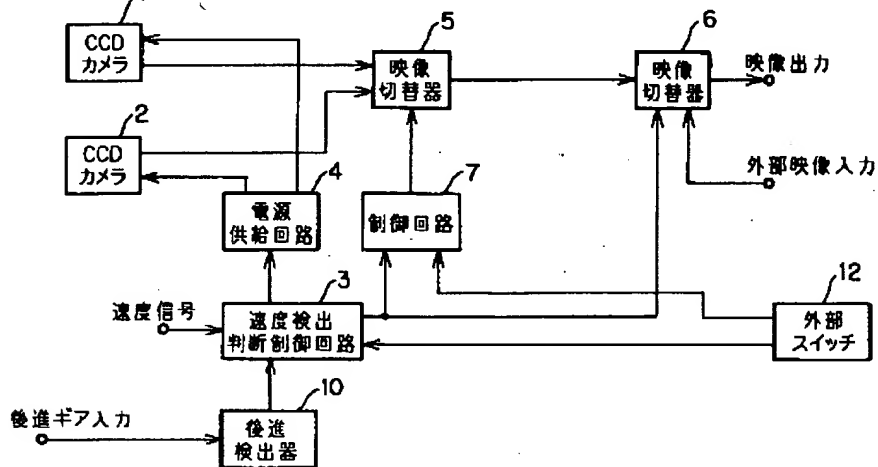 CCD
カメラ
5
映像
切替器
6
映像
切替器
映像出力
2
CCD
カメラ
外部映像入力
4
電源
供給回路
7
制御回路
3
速度信号
速度検出
判断制御回路
12
外部
スイッチ
10
後進ギア入力
後進
検出器